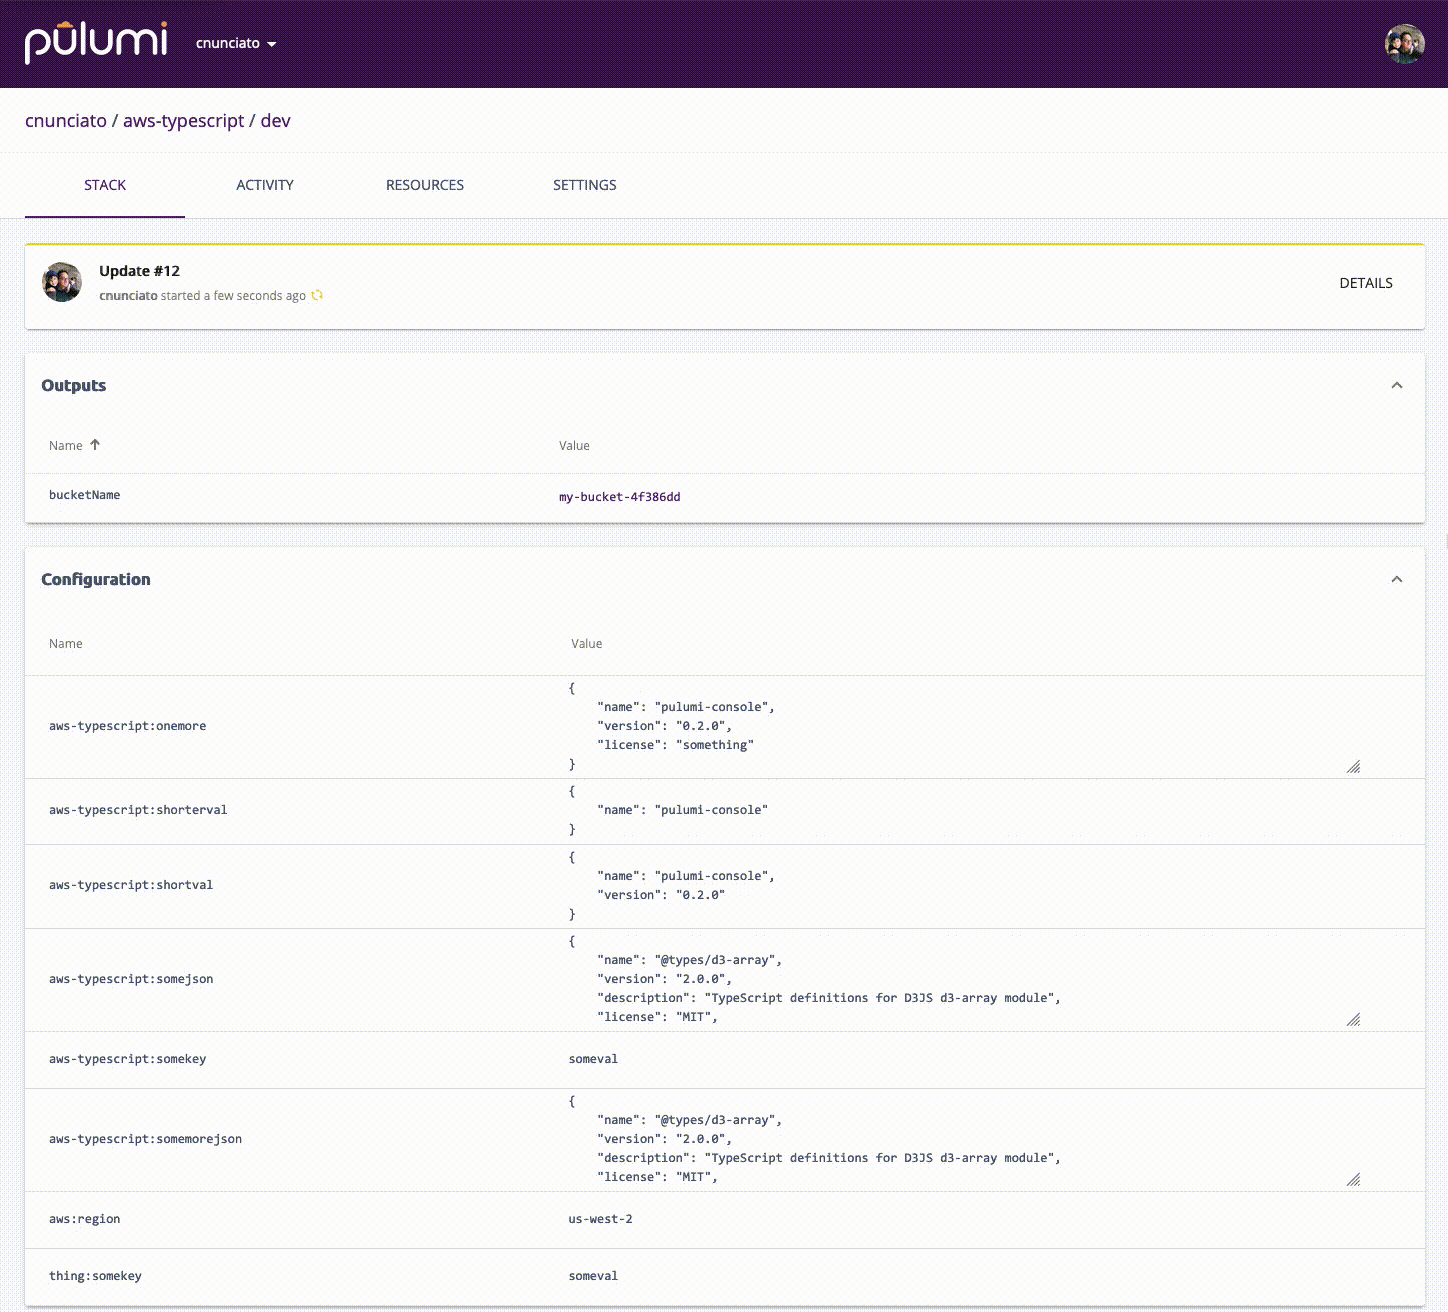 pulumi cnunciato
cnunciato / aws-typescript / dev
STACK ACTIVITY RESOURCES SETTINGS
Update #12
cnunciato started a few seconds ago
DETAILS
Outputs
Name Value
bucketName my-bucket-4f386dd
Configuration
Name Value
aws-typescript:onemore
{
"name": "pulumi-console",
"version": "0.2.0",
"license": "something"
}
aws-typescript:shorterval
{
"name": "pulumi-console"
}
aws-typescript:shortval
{
"name": "pulumi-console",
"version": "0.2.0"
}
aws-typescript:somejson
{
"name": "@types/d3-array",
"version": "2.0.0",
"description": "TypeScript definitions for D3JS d3-array module",
"license": "MIT",
aws-typescript:somekey someval
aws-typescript:somemorejson
{
"name": "@types/d3-array",
"version": "2.0.0",
"description": "TypeScript definitions for D3JS d3-array module",
"license": "MIT",
aws:region us-west-2
thing:somekey someval